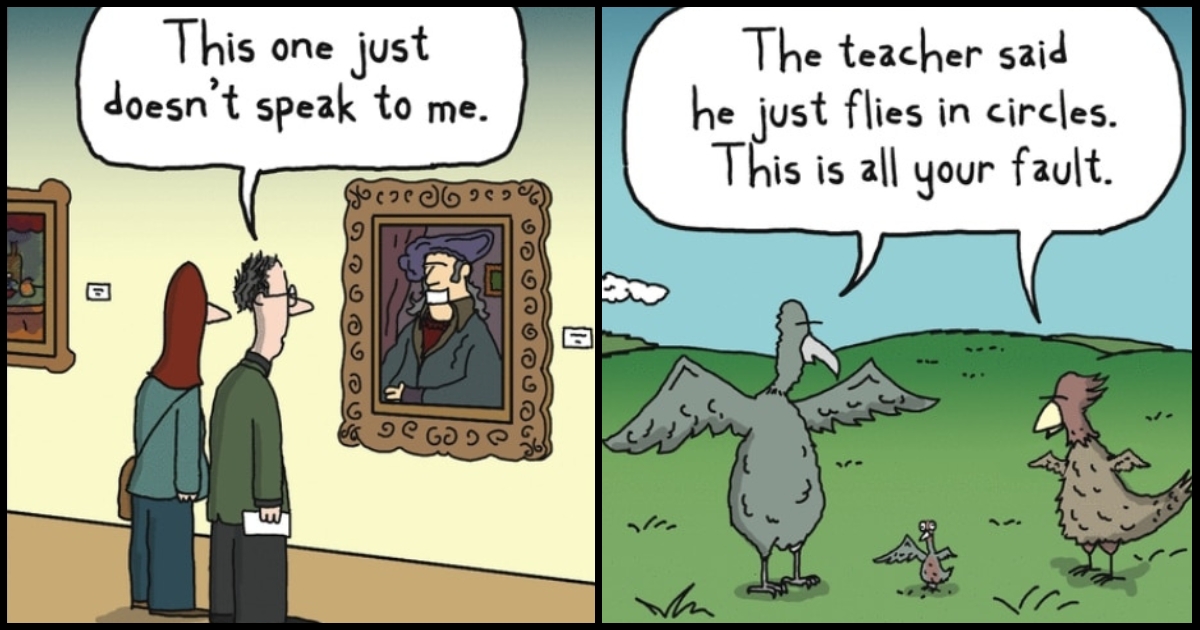 This one just
doesn't speak to me.
The teacher said
he just flies in circles.
This is all your fault.